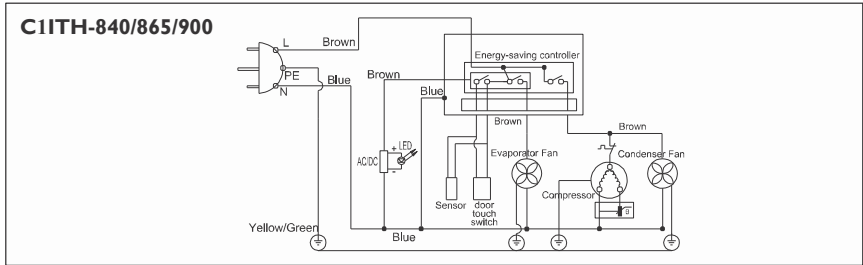 C1ITH-840/865/900
L
Brown
PE
N
Blue
Energy-saving controller
Brown
Blue
Brown
Brown
+
LED
AC/DC
-
Evaporator Fan
Condenser Fan
Compressor
Sensor
door
touch
switch
Yellow/Green
Blue